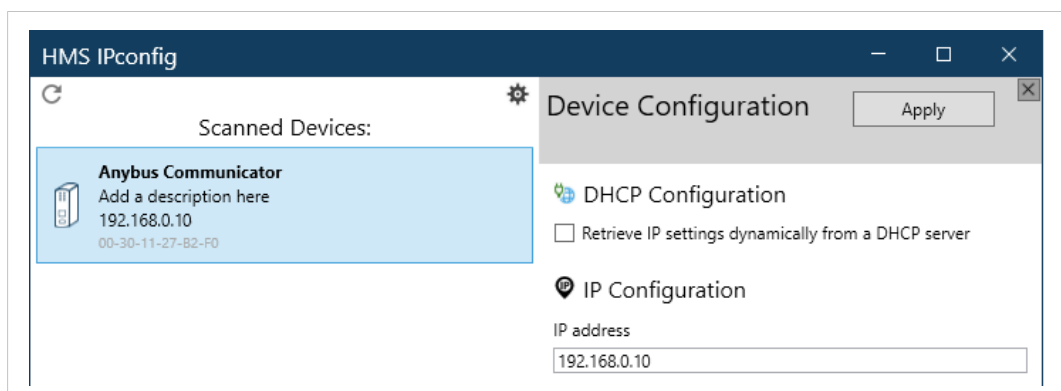 HMS IPconfig
Scanned Devices:
Anybus Communicator
Add a description here
192.168.0.10
00-30-11-27-B2-F0
Device Configuration
Apply
DHCP Configuration
Retrieve IP settings dynamically from a DHCP server
IP
IP Configuration
IP address
192.168.0.10